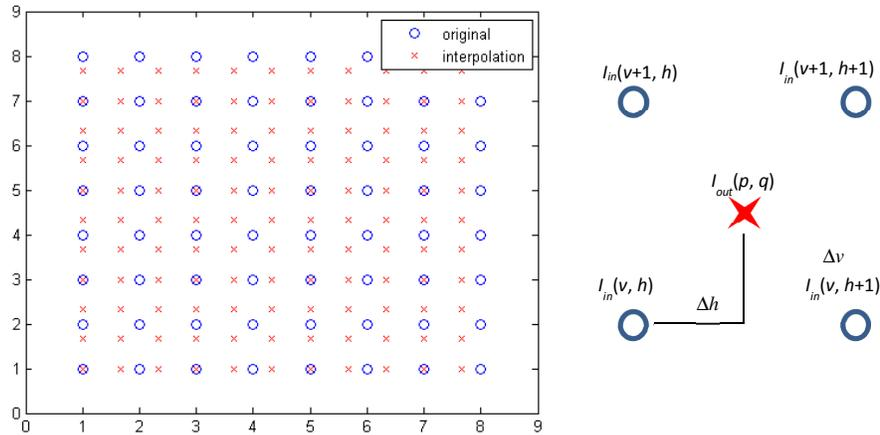 original
interpolation
9
8
7
6
5
4
3
2
1
0
0 1 2 3 4 5 6 7 8 9
I_in(v+1, h)
I_in(v+1, h+1)
I_out(p, q)
Δv
I_in(v, h)
Δh
I_in(v, h+1)